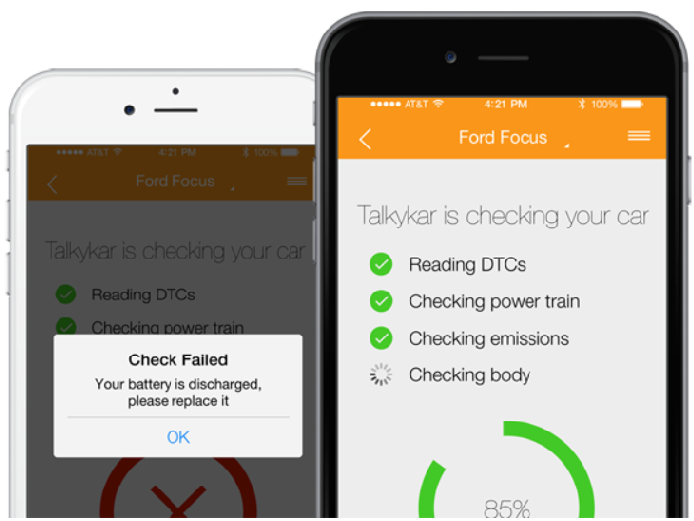 AT&T 4:21 PM 100%
Ford Focus
Talkykar is checking your car
Reading DTCs
Checking power train
Check Failed
Your battery is discharged,
please replace it
OK
AT&T 4:21 PM 100%
Ford Focus
Talkykar is checking your car
Reading DTCs
Checking power train
Checking emissions
Checking body
85%